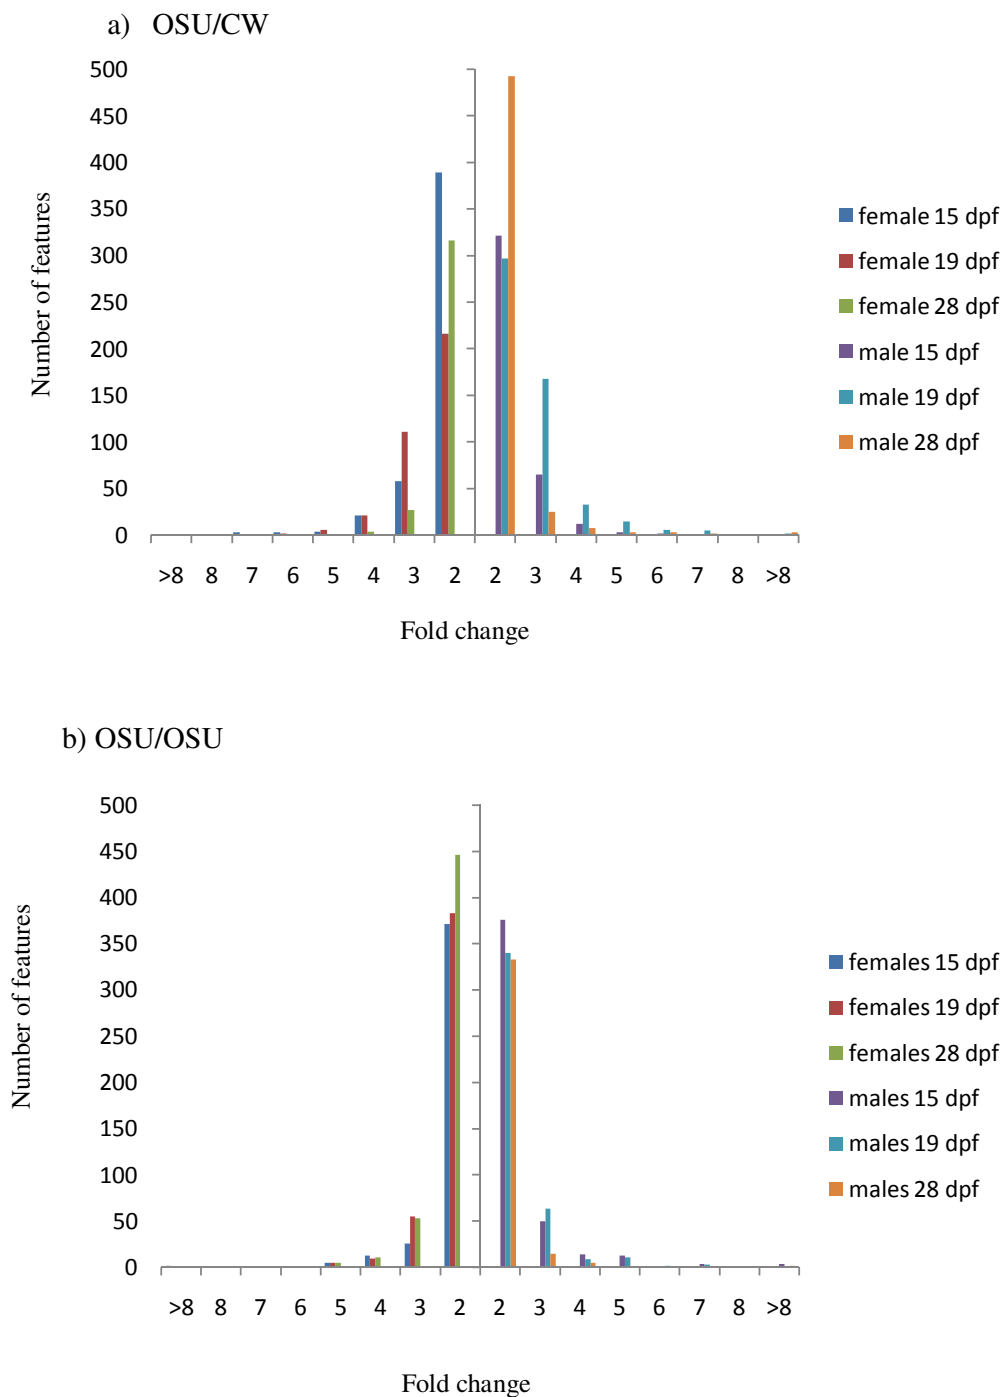 a) OSU/CW
500
450
400
350
300
250
200
150
100
50
0
Number of features
>8 8 7 6 5 4 3 2 2 3 4 5 6 7 8 >8
Fold change
female 15 dpf
female 19 dpf
female 28 dpf
male 15 dpf
male 19 dpf
male 28 dpf
b) OSU/OSU
500
450
400
350
300
250
200
150
100
50
0
Number of features
>8 8 7 6 5 4 3 2 2 3 4 5 6 7 8 >8
Fold change
females 15 dpf
females 19 dpf
females 28 dpf
males 15 dpf
males 19 dpf
males 28 dpf